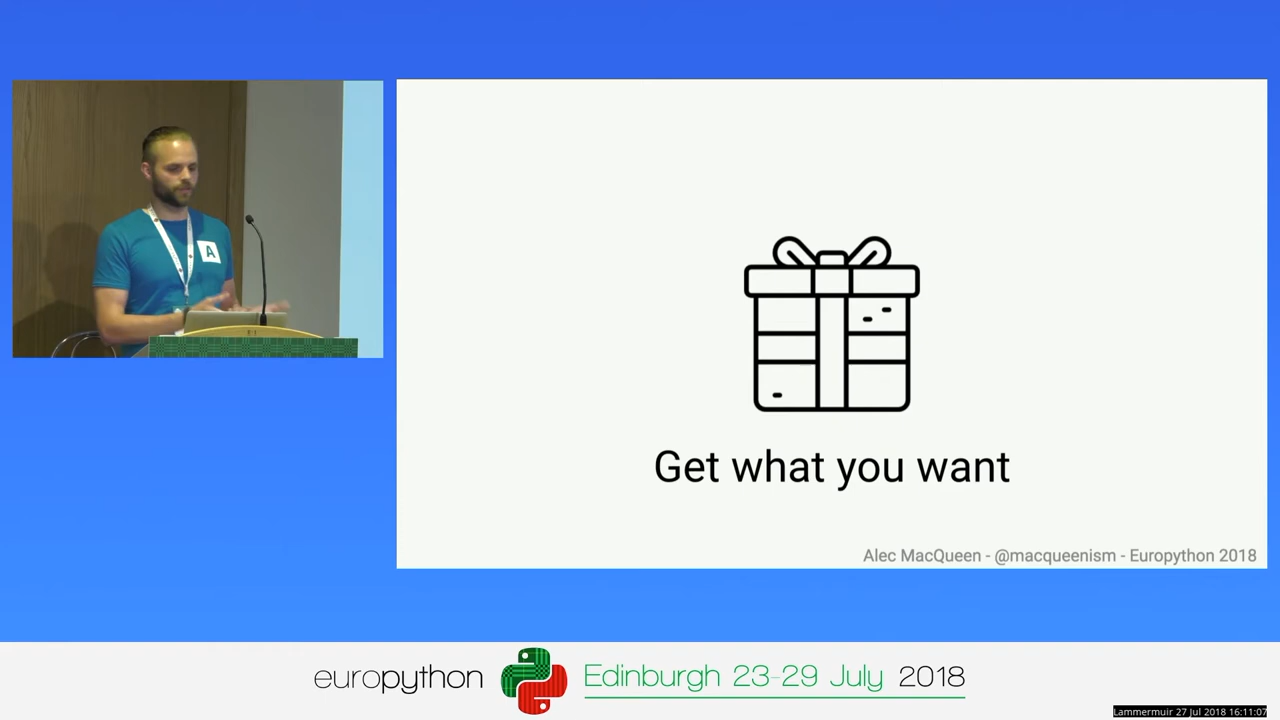 A
Get what you want
Alec MacQueen - @macqueenism - Europython 2018
europython
Edinburgh 23-29 July 2018
Lammermuir 27 Jul 2018 16:11:07